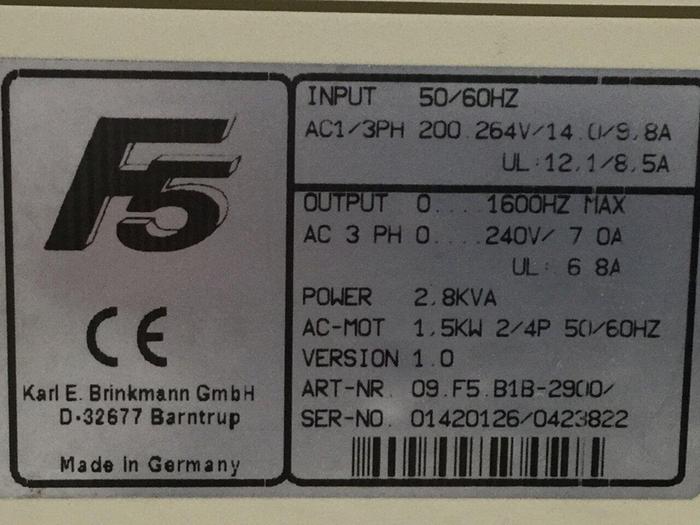 F5
CE
Karl E. Brinkmann GmbH
D-32677 Barntrup
Made in Germany
INPUT 50/60HZ
AC1/3PH 200.264V/14.0/9.8A
UL:12.1/8.5A
OUTPUT 0....1600HZ MAX
AC 3 PH 0....240V/ 7.0A
UL: 6.8A
POWER 2.8KVA
AC-MOT 1.5KW 2/4P 50/60HZ
VERSION 1.0
ART-NR. 09.F5.B1B-2900/
SER-NO. 01420126/0423822